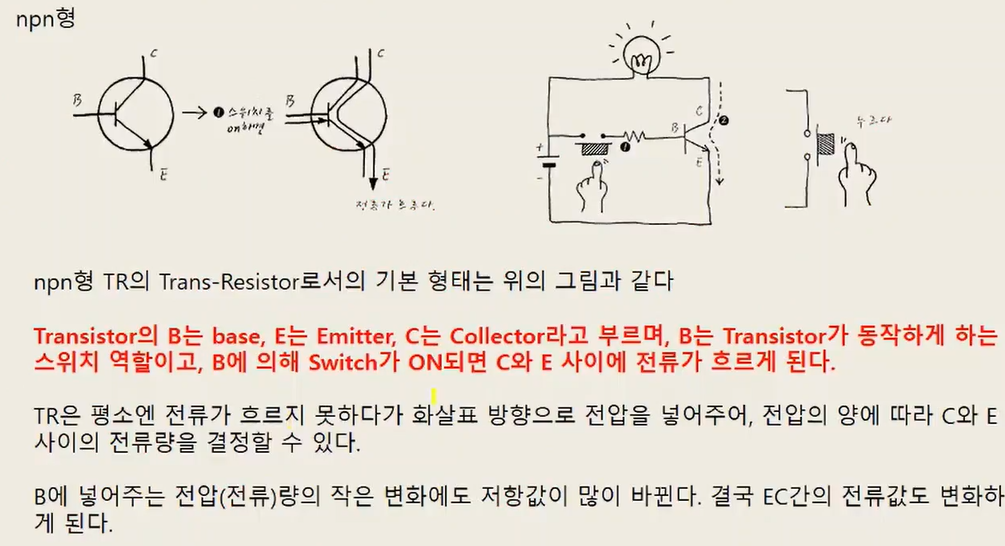 npn형
C
B
E
❶ 스위치를
on하면
C
B
E
전류가 흐른다.
+
-
❶
B
C
E
❷
누르다
npn형 TR의 Trans-Resistor로서의 기본 형태는 위의 그림과 같다
Transistor의 B는 base, E는 Emitter, C는 Collector라고 부르며, B는 Transistor가 동작하게 하는
스위치 역할이고, B에 의해 Switch가 ON되면 C와 E 사이에 전류가 흐르게 된다.
TR은 평소엔 전류가 흐르지 못하다가 화살표 방향으로 전압을 넣어주어, 전압의 양에 따라 C와 E
사이의 전류량을 결정할 수 있다.
B에 넣어주는 전압(전류)량의 작은 변화에도 저항값이 많이 바뀐다. 결국 EC간의 전류값도 변화하
게 된다.